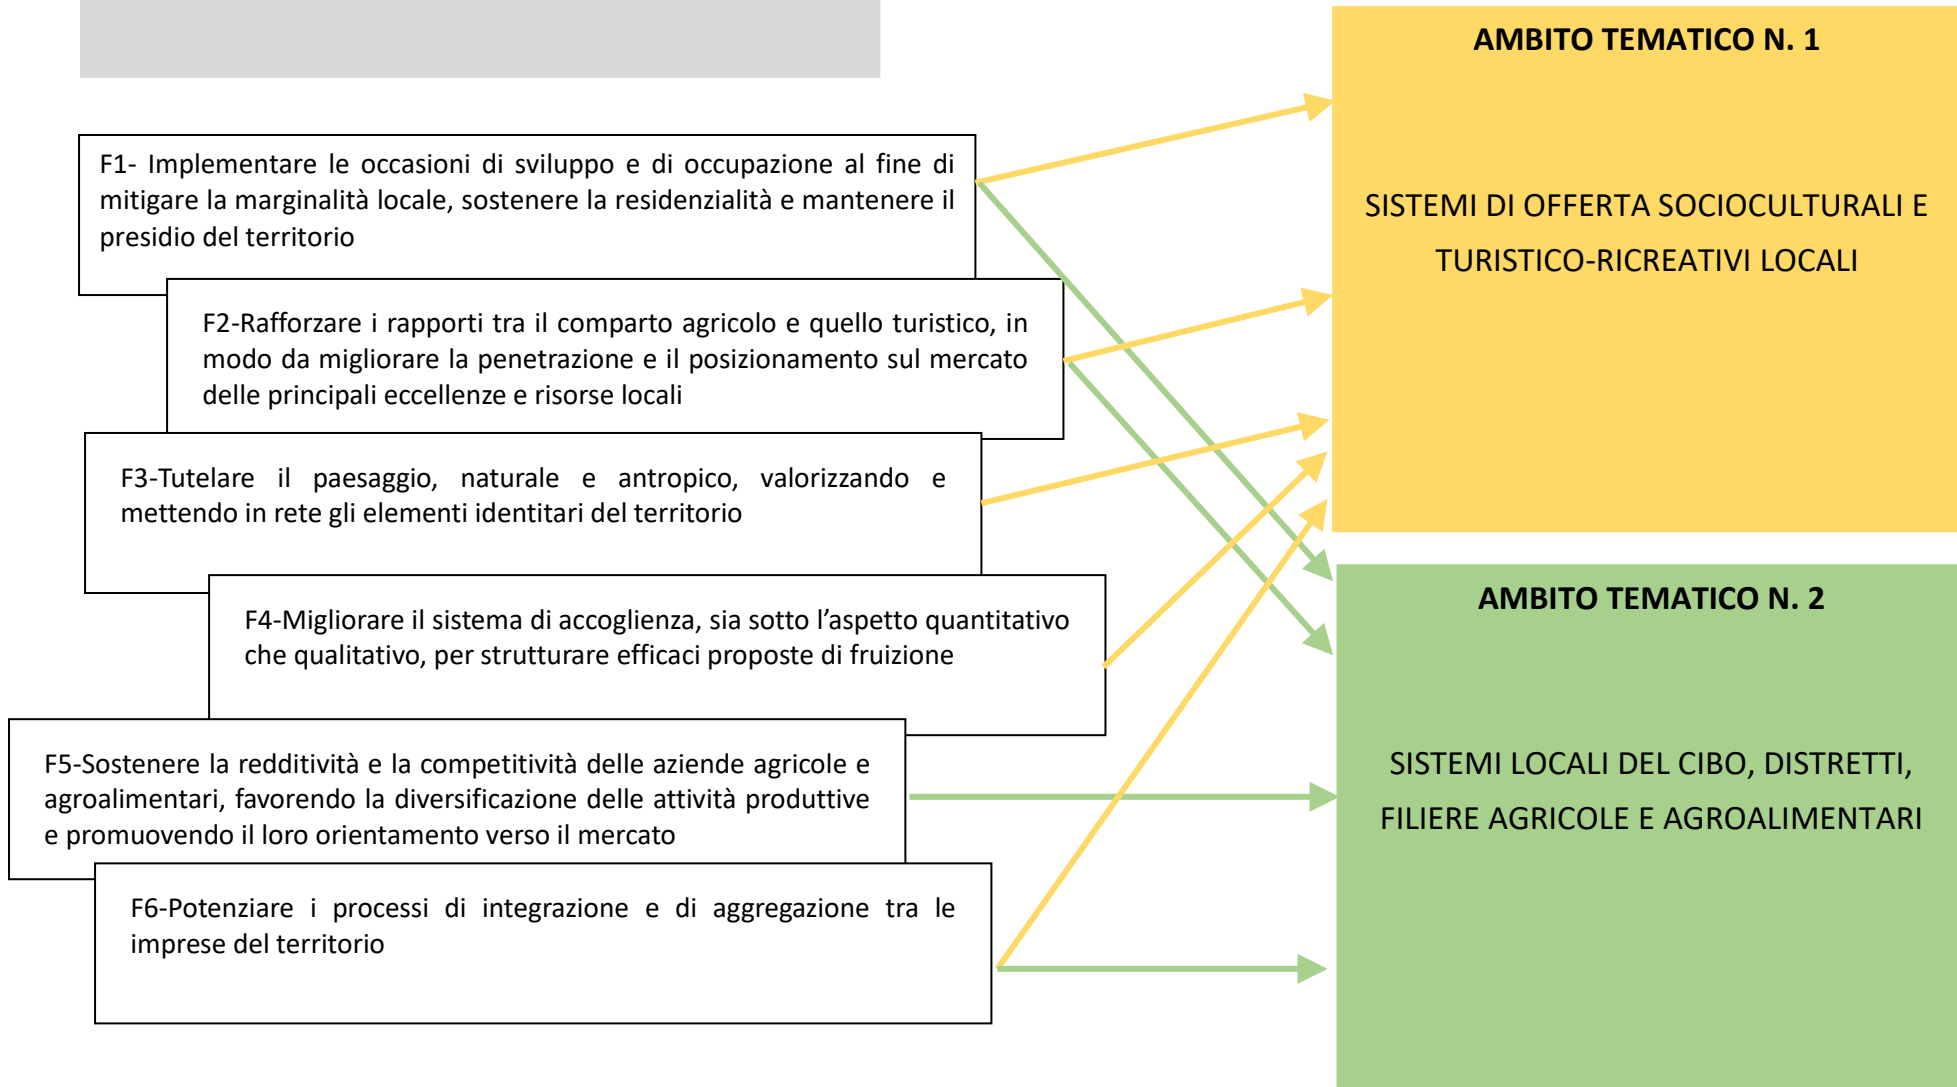 F1- Implementare le occasioni di sviluppo e di occupazione al fine di
mitigare la marginalità locale, sostenere la residenzialità e mantenere il
presidio del territorio
F2-Rafforzare i rapporti tra il comparto agricolo e quello turistico, in
modo da migliorare la penetrazione e il posizionamento sul mercato
delle principali eccellenze e risorse locali
F3-Tutelare il paesaggio, naturale e antropico, valorizzando e
mettendo in rete gli elementi identitari del territorio
F4-Migliorare il sistema di accoglienza, sia sotto l’aspetto quantitativo
che qualitativo, per strutturare efficaci proposte di fruizione
F5-Sostenere la redditività e la competitività delle aziende agricole e
agroalimentari, favorendo la diversificazione delle attività produttive
e promuovendo il loro orientamento verso il mercato
F6-Potenziare i processi di integrazione e di aggregazione tra le
imprese del territorio
AMBITO TEMATICO N. 1
SISTEMI DI OFFERTA SOCIOCULTURALI E
TURISTICO-RICREATIVI LOCALI
AMBITO TEMATICO N. 2
SISTEMI LOCALI DEL CIBO, DISTRETTI,
FILIERE AGRICOLE E AGROALIMENTARI